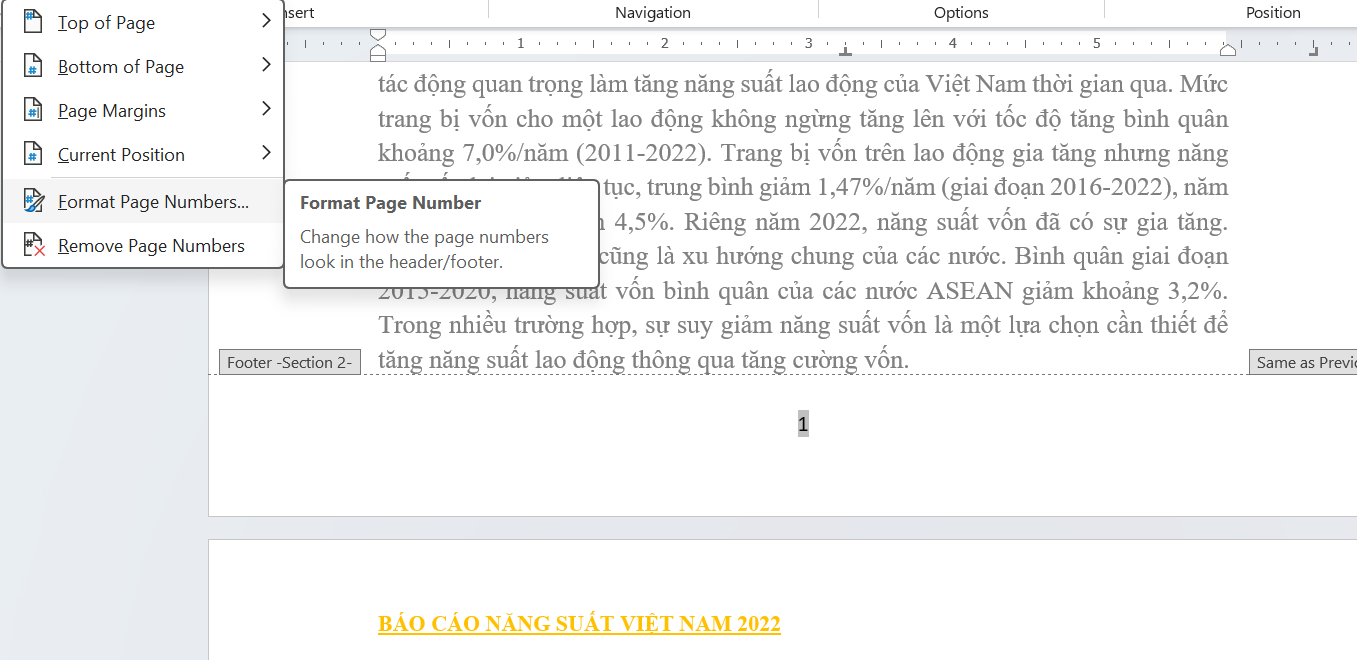 Top of Page
Bottom of Page
Page Margins
Current Position
Format Page Numbers...
Remove Page Numbers
Format Page Number
Change how the page numbers
look in the header/footer.
nsert
Navigation
Options
Position
1 2 3 4 5
tác động quan trọng làm tăng năng suất lao động của Việt Nam thời gian qua. Mức
trang bị vốn cho một lao động không ngừng tăng lên với tốc độ tăng bình quân
khoảng 7,0%/năm (2011-2022). Trang bị vốn trên lao động gia tăng nhưng năng
tục, trung bình giảm 1,47%/năm (giai đoạn 2016-2022), năm
4,5%. Riêng năm 2022, năng suất vốn đã có sự gia tăng.
cũng là xu hướng chung của các nước. Bình quân giai đoạn
2015-2020, năng suất vốn bình quân của các nước ASEAN giảm khoảng 3,2%.
Trong nhiều trường hợp, sự suy giảm năng suất vốn là một lựa chọn cần thiết để
tăng năng suất lao động thông qua tăng cường vốn.
Footer -Section 2-
Same as Previo
1
BÁO CÁO NĂNG SUẤT VIỆT NAM 2022